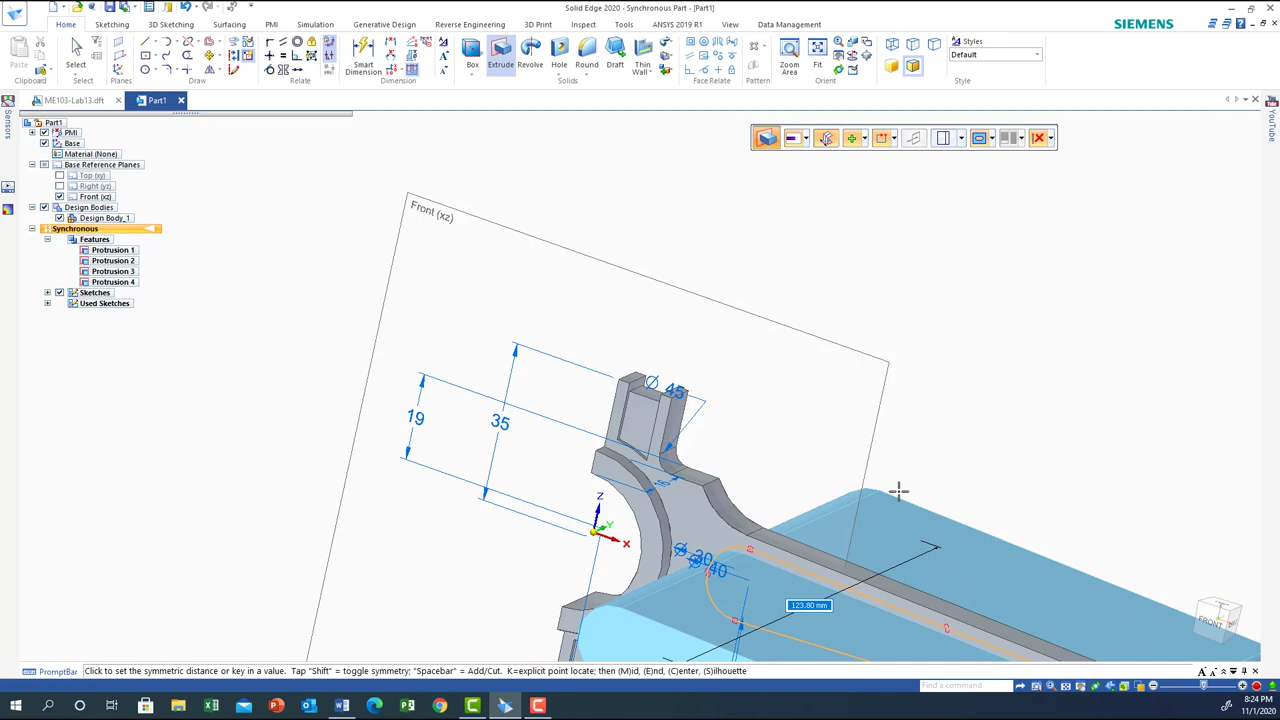 Solid Edge 2020 - Synchronous Part - [Part1]
Home Sketching 3D Sketching Surfacing PMI Simulation Generative Design Reverse Engineering 3D Print Inspect Tools ANSYS 2019 R1 View Data Management
SIEMENS
Paste
Clipboard
Select
Select
Planes
Draw
Relate
Smart Dimension
Dimension
Box
Extrude
Revolve
Hole
Round
Draft
Thin Wall
Solids
Face Relate
Pattern
Pattern
Zoom Area
Fit
Orient
Styles
Default
Style
ME103-Lab13.dft
Part1
Sensors
YouTube
Part1
PMI
Base
Material (None)
Base Reference Planes
Top (xy)
Right (yz)
Front (xz)
Design Bodies
Design Body_1
Synchronous
Features
Protrusion 1
Protrusion 2
Protrusion 3
Protrusion 4
Sketches
Used Sketches
Front (xz)
19
35
Ø 45
16
Z
Y
X
Ø 30
Ø 40
123.80 mm
FRONT
PromptBar
Click to set the symmetric distance or key in a value. Tap "Shift" = toggle symmetry; "Spacebar" = Add/Cut. K=explicit point locate; then (M)id, (E)nd, (C)enter, (S)ilhouette
Find a command
8:24 PM
11/1/2020